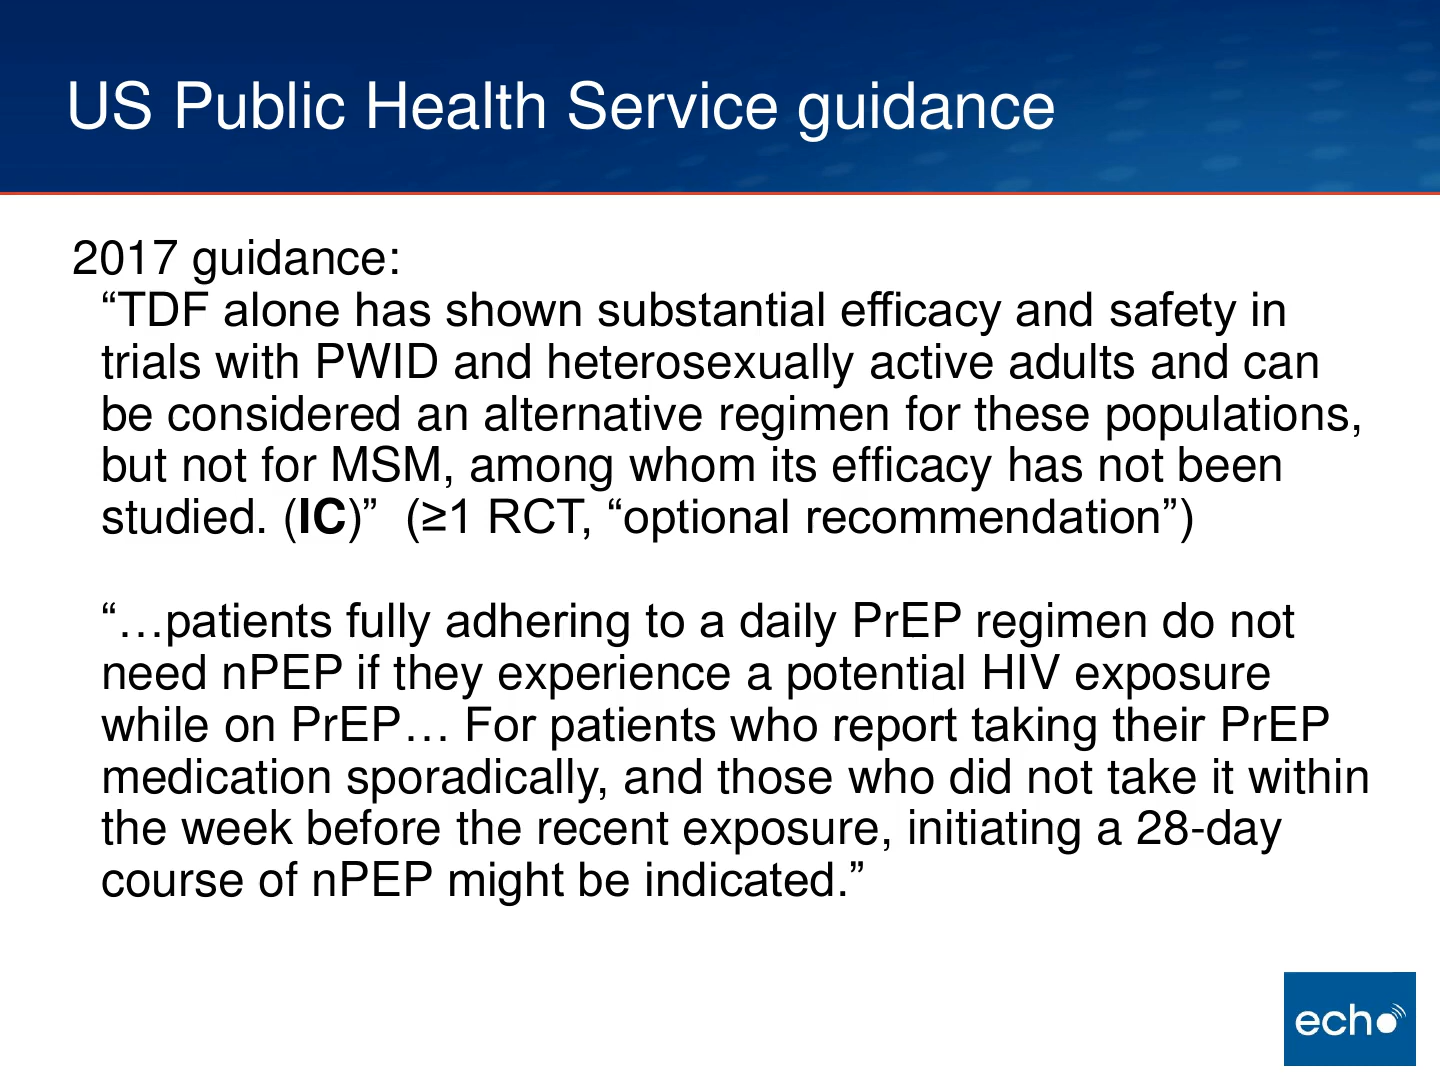 US Public Health Service guidance
2017 guidance:
“TDF alone has shown substantial efficacy and safety in
trials with PWID and heterosexually active adults and can
be considered an alternative regimen for these populations,
but not for MSM, among whom its efficacy has not been
studied. (IC)”  (≥1 RCT, “optional recommendation”)
“…patients fully adhering to a daily PrEP regimen do not
need nPEP if they experience a potential HIV exposure
while on PrEP… For patients who report taking their PrEP
medication sporadically, and those who did not take it within
the week before the recent exposure, initiating a 28-day
course of nPEP might be indicated.”
echo